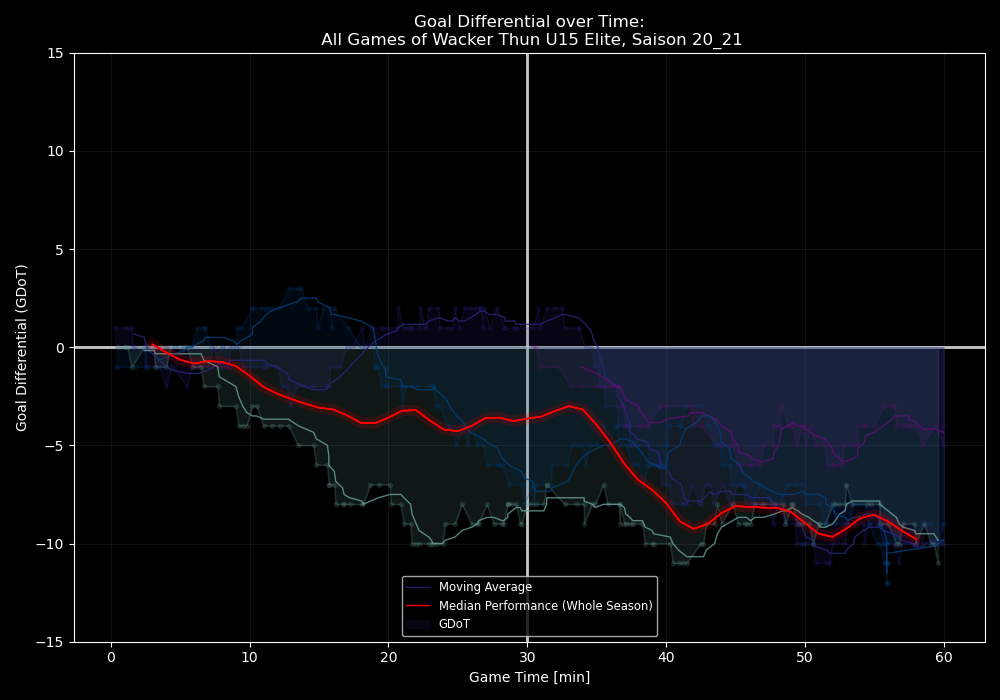 Goal Differential over Time:
All Games of Wacker Thun U15 Elite, Saison 20_21
15
10
5
0
−5
−10
−15
Goal Differential (GDoT)
Moving Average
Median Performance (Whole Season)
GDoT
0 10 20 30 40 50 60
Game Time [min]